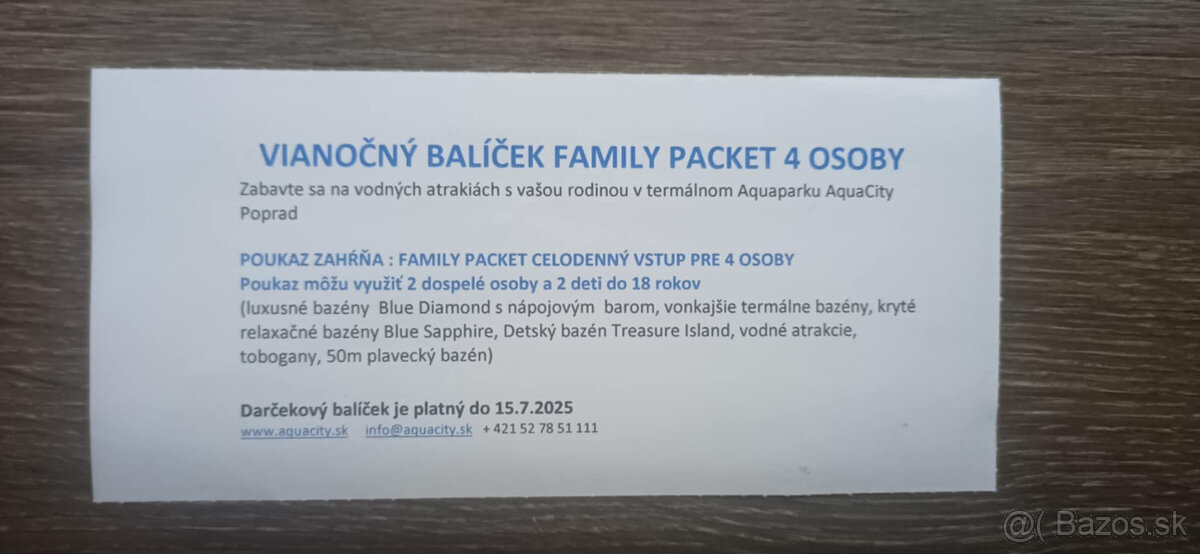 VIANOČNÝ BALÍČEK FAMILY PACKET 4 OSOBY
Zabavte sa na vodných atrakiách s vašou rodinou v termálnom Aquaparku AquaCity
Poprad
POUKAZ ZAHŔŇA : FAMILY PACKET CELODENNÝ VSTUP PRE 4 OSOBY
Poukaz môžu využiť 2 dospelé osoby a 2 deti do 18 rokov
(luxusné bazény Blue Diamond s nápojovým barom, vonkajšie termálne bazény, kryté
relaxačné bazény Blue Sapphire, Detský bazén Treasure Island, vodné atrakcie,
tobogany, 50m plavecký bazén)
Darčekový balíček je platný do 15.7.2025
www.aquacity.sk info@aquacity.sk + 421 52 78 51 111
@( Bazos.sk